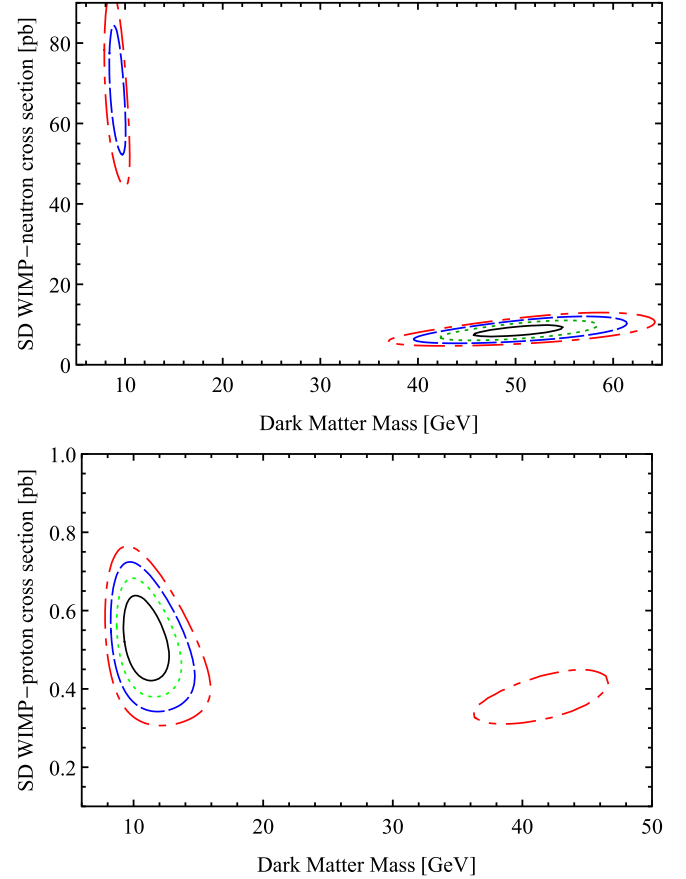 SD WIMP−neutron cross section [pb]
80
60
40
20
0
10 20 30 40 50 60
Dark Matter Mass [GeV]
SD WIMP−proton cross section [pb]
1.0
0.8
0.6
0.4
0.2
10 20 30 40 50
Dark Matter Mass [GeV]